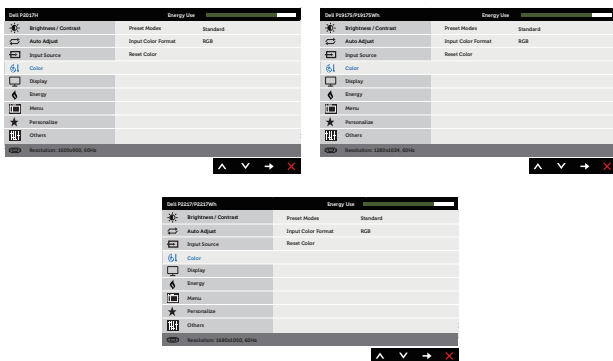 Dell P2017H Energy Use
Brightness / Contrast Preset Modes Standard
Auto Adjust Input Color Format RGB
Input Source Reset Color
Color
Display
Energy
Menu
Personalize
Others
Resolution: 1600x900, 60Hz
Dell P1917S/P1917SWh Energy Use
Brightness / Contrast Preset Modes Standard
Auto Adjust Input Color Format RGB
Input Source Reset Color
Color
Display
Energy
Menu
Personalize
Others
Resolution: 1280x1024, 60Hz
Dell P2217/P2217Wh Energy Use
Brightness / Contrast Preset Modes Standard
Auto Adjust Input Color Format RGB
Input Source Reset Color
Color
Display
Energy
Menu
Personalize
Others
Resolution: 1680x1050, 60Hz